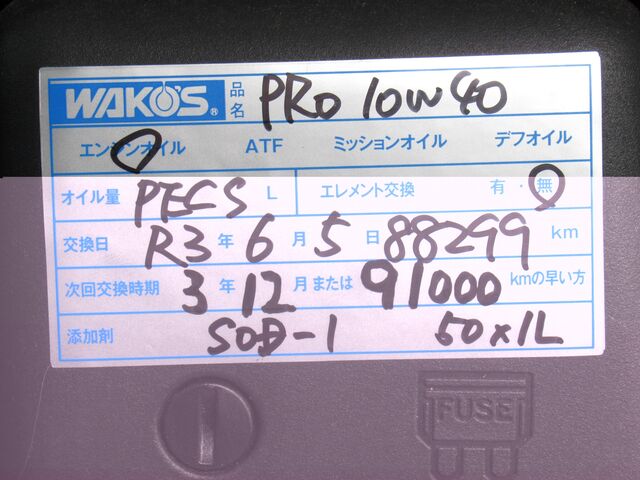 WAKO'S® 品名 PRO 10W40
エンジンオイル ATF ミッションオイル デフオイル
オイル量 PECS L エレメント交換 有・無
交換日 R3年6月5日 88299 km
次回交換時期 3年12月または 91000 kmの早い方
添加剤 SOD-1 50×1L
FUSE